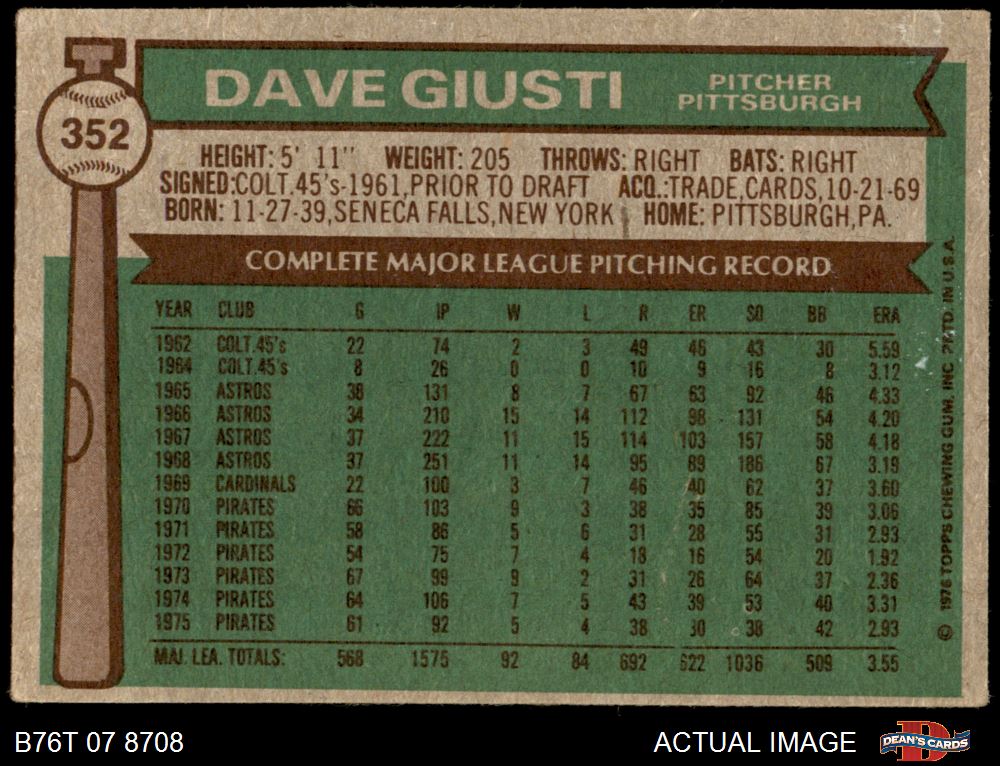 DAVE GIUSTI
PITCHER
PITTSBURGH
352
HEIGHT: 5' 11" WEIGHT: 205 THROWS: RIGHT BATS: RIGHT
SIGNED:COLT.45's-1961,PRIOR TO DRAFT ACQ.:TRADE,CARDS,10-21-69
BORN: 11-27-39,SENECA FALLS,NEW YORK HOME: PITTSBURGH,PA.
COMPLETE MAJOR LEAGUE PITCHING RECORD
YEAR CLUB G IP W L R ER SO BB ERA
1962 COLT.45's 22 74 2 3 49 46 43 30 5.59
1964 COLT.45's 8 26 0 0 10 9 16 8 3.12
1965 ASTROS 38 131 8 7 67 63 92 46 4.33
1966 ASTROS 34 210 15 14 112 98 131 54 4.20
1967 ASTROS 37 222 11 15 114 103 157 58 4.18
1968 ASTROS 37 251 11 14 95 89 186 67 3.19
1969 CARDINALS 22 100 3 7 46 40 62 37 3.60
1970 PIRATES 66 103 9 3 38 35 85 39 3.06
1971 PIRATES 58 86 5 6 31 28 55 31 2.93
1972 PIRATES 54 75 7 4 18 16 54 20 1.92
1973 PIRATES 67 99 9 2 31 26 64 37 2.36
1974 PIRATES 64 106 7 5 43 39 53 40 3.31
1975 PIRATES 61 92 5 4 38 30 38 42 2.93
MAJ. LEA. TOTALS: 568 1575 92 84 692 622 1036 509 3.55
© 1976 TOPPS CHEWING GUM, INC. PRTD. IN U.S.A.
B76T 07 8708
ACTUAL IMAGE
DEAN'S CARDS